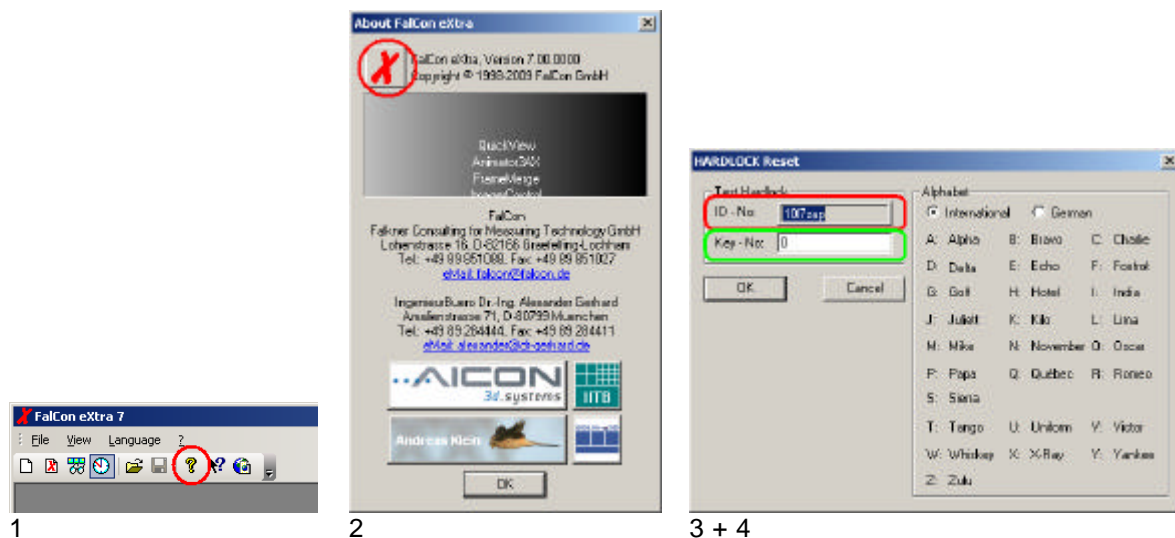 FalCon eXtra 7
File View Language ?
1
About FalCon eXtra
FalCon eXtra, Version 7.00.0000
Copyright © 1998-2009 FalCon GmbH
QuickView
Animator3AX
FrameMerge
FalCon
Falkner Consulting for Measuring Technology GmbH
Lohenstrasse 16, D-82166 Graefelfing-Lochham
Tel: +49 89 851088, Fax: +49 89 851027
eMail: falcon@falcon.de
IngenieurBuero Dr.-Ing. Alexander Gerhard
Amalienstrasse 71, D-80799 Muenchen
Tel: +49 89 284444, Fax: +49 89 284411
eMail: alexander@dr-gerhard.de
AICON
3d.systems
IITB
Andreas Klein
OK
2
HARDLOCK Reset
Test Hardlock
ID - No:
Key - No: 0
OK Cancel
Alphabet
International German
A: Alpha B: Bravo C: Charlie
D: Delta E: Echo F: Foxtrot
G: Golf H: Hotel I: India
J: Juliett K: Kilo L: Lima
M: Mike N: November O: Oscar
P: Papa Q: Québec R: Romeo
S: Sierra
T: Tango U: Uniform V: Victor
W: Whiskey X: X-Ray Y: Yankee
Z: Zulu
3 + 4